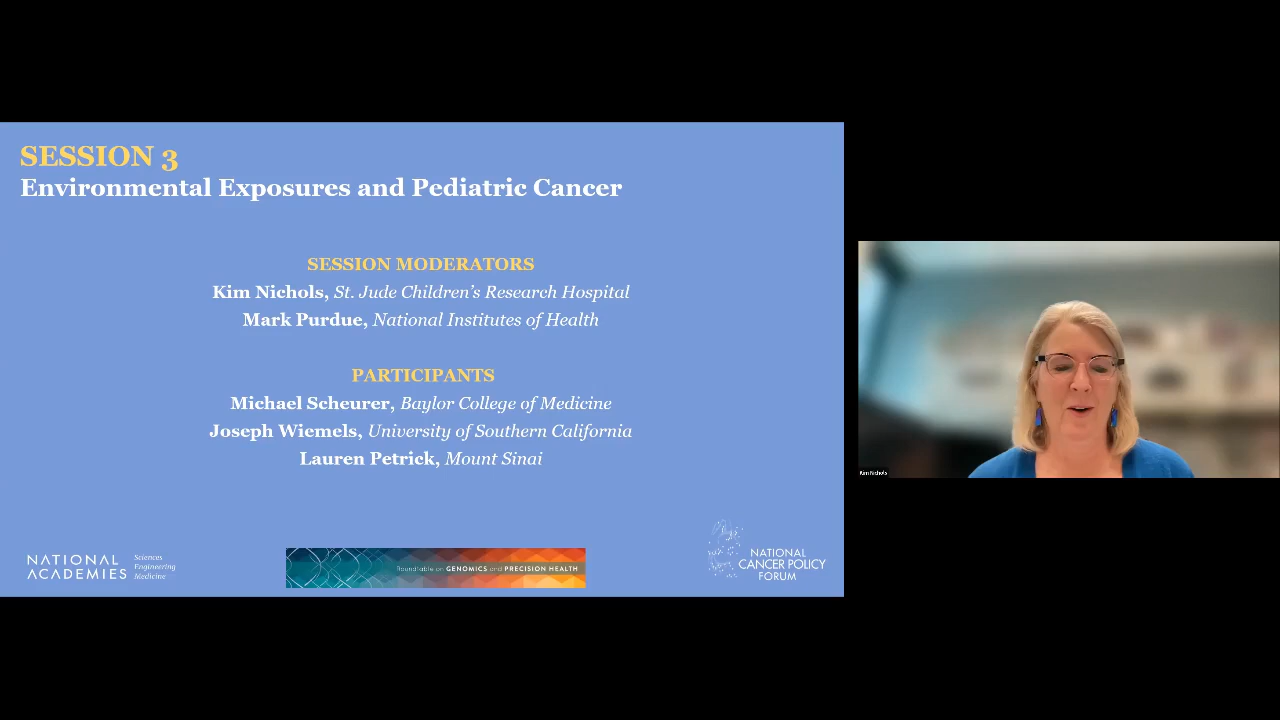 SESSION 3
Environmental Exposures and Pediatric Cancer
SESSION MODERATORS
Kim Nichols, St. Jude Children's Research Hospital
Mark Purdue, National Institutes of Health
PARTICIPANTS
Michael Scheurer, Baylor College of Medicine
Joseph Wiemels, University of Southern California
Lauren Petrick, Mount Sinai
NATIONAL ACADEMIES
Sciences
Engineering
Medicine
Roundtable on GENOMICS and PRECISION HEALTH
NATIONAL
CANCER POLICY
FORUM
Kim Nichols